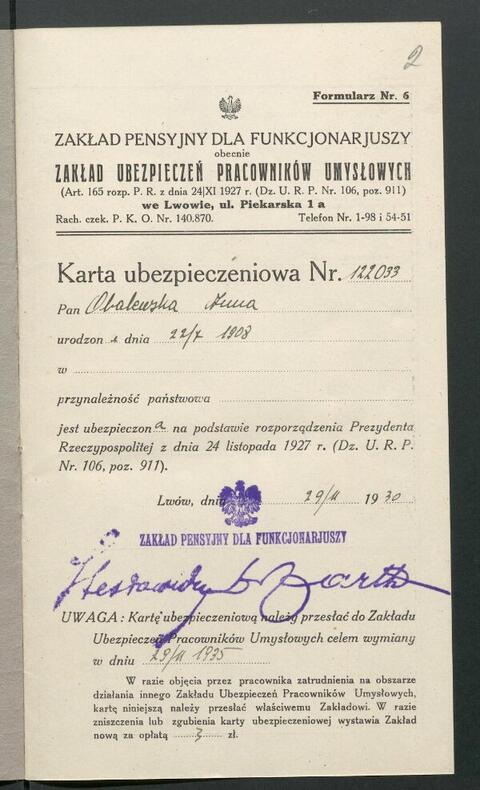 2
Formularz Nr. 6
ZAKŁAD PENSYJNY DLA FUNKCJONARJUSZY
obecnie
ZAKŁAD UBEZPIECZEŃ PRACOWNIKÓW UMYSŁOWYCH
(Art. 165 rozp. P. R. z dnia 24|XI 1927 r. (Dz. U. R. P. Nr. 106, poz. 911)
we Lwowie, ul. Piekarska 1 a
Rach. czek. P. K. O. Nr. 140.870. Telefon Nr. 1-98 i 54-51
Karta ubezpieczeniowa Nr. 122033
Pan Obalewska Anna
urodzona dnia 22/7 1908
w
przynależność państwowa
jest ubezpieczona na podstawie rozporządzenia Prezydenta
Rzeczypospolitej z dnia 24 listopada 1927 r. (Dz. U. R. P.
Nr. 106, poz. 911).
Lwów, dnia 29/II 1930
ZAKŁAD PENSYJNY DLA FUNKCJONARJUSZY
UWAGA : Kartę ubezpieczeniową należy przesłać do Zakładu
Ubezpieczeń Pracowników Umysłowych celem wymiany
w dniu 29/II 1935
W razie objęcia przez pracownika zatrudnienia na obszarze
działania innego Zakładu Ubezpieczeń Pracowników Umysłowych,
kartę niniejszą należy przesłać właściwemu Zakładowi. W razie
zniszczenia lub zgubienia karty ubezpieczeniowej wystawia Zakład
nową za opłatą 3 zł.